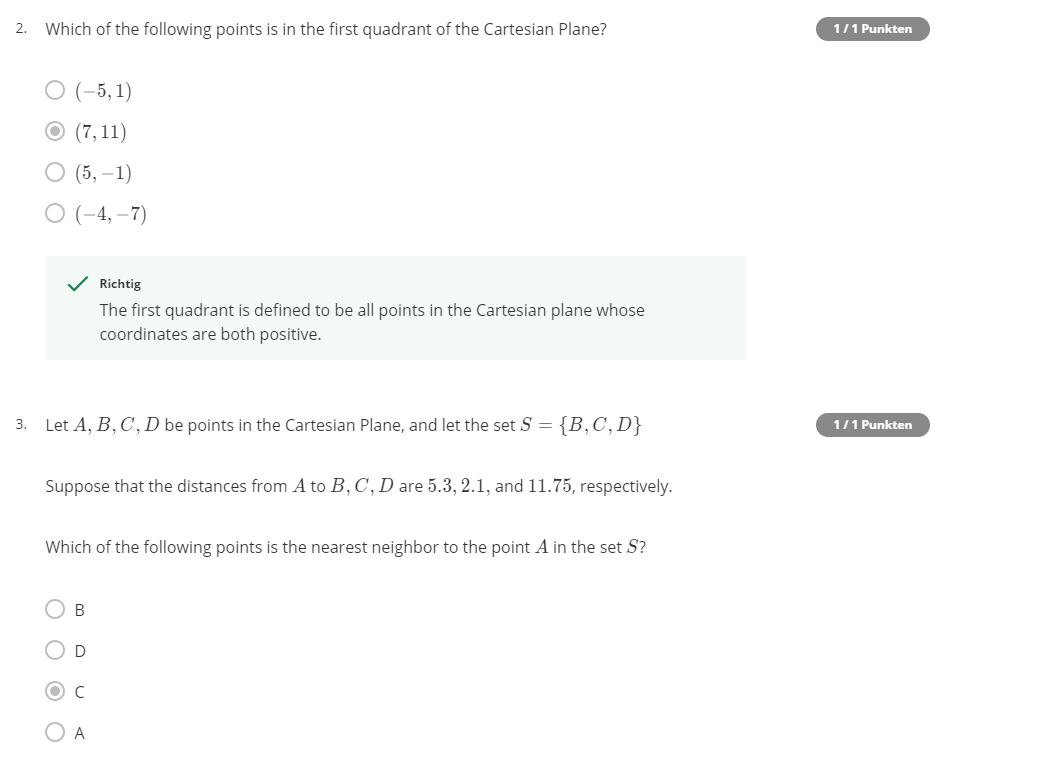 2. Which of the following points is in the first quadrant of the Cartesian Plane? 1 / 1 Punkten
(−5, 1)
(7, 11)
(5, −1)
(−4, −7)
Richtig
The first quadrant is defined to be all points in the Cartesian plane whose
coordinates are both positive.
3. Let A, B, C, D be points in the Cartesian Plane, and let the set S = {B, C, D} 1 / 1 Punkten
Suppose that the distances from A to B, C, D are 5.3, 2.1, and 11.75, respectively.
Which of the following points is the nearest neighbor to the point A in the set S?
B
D
C
A